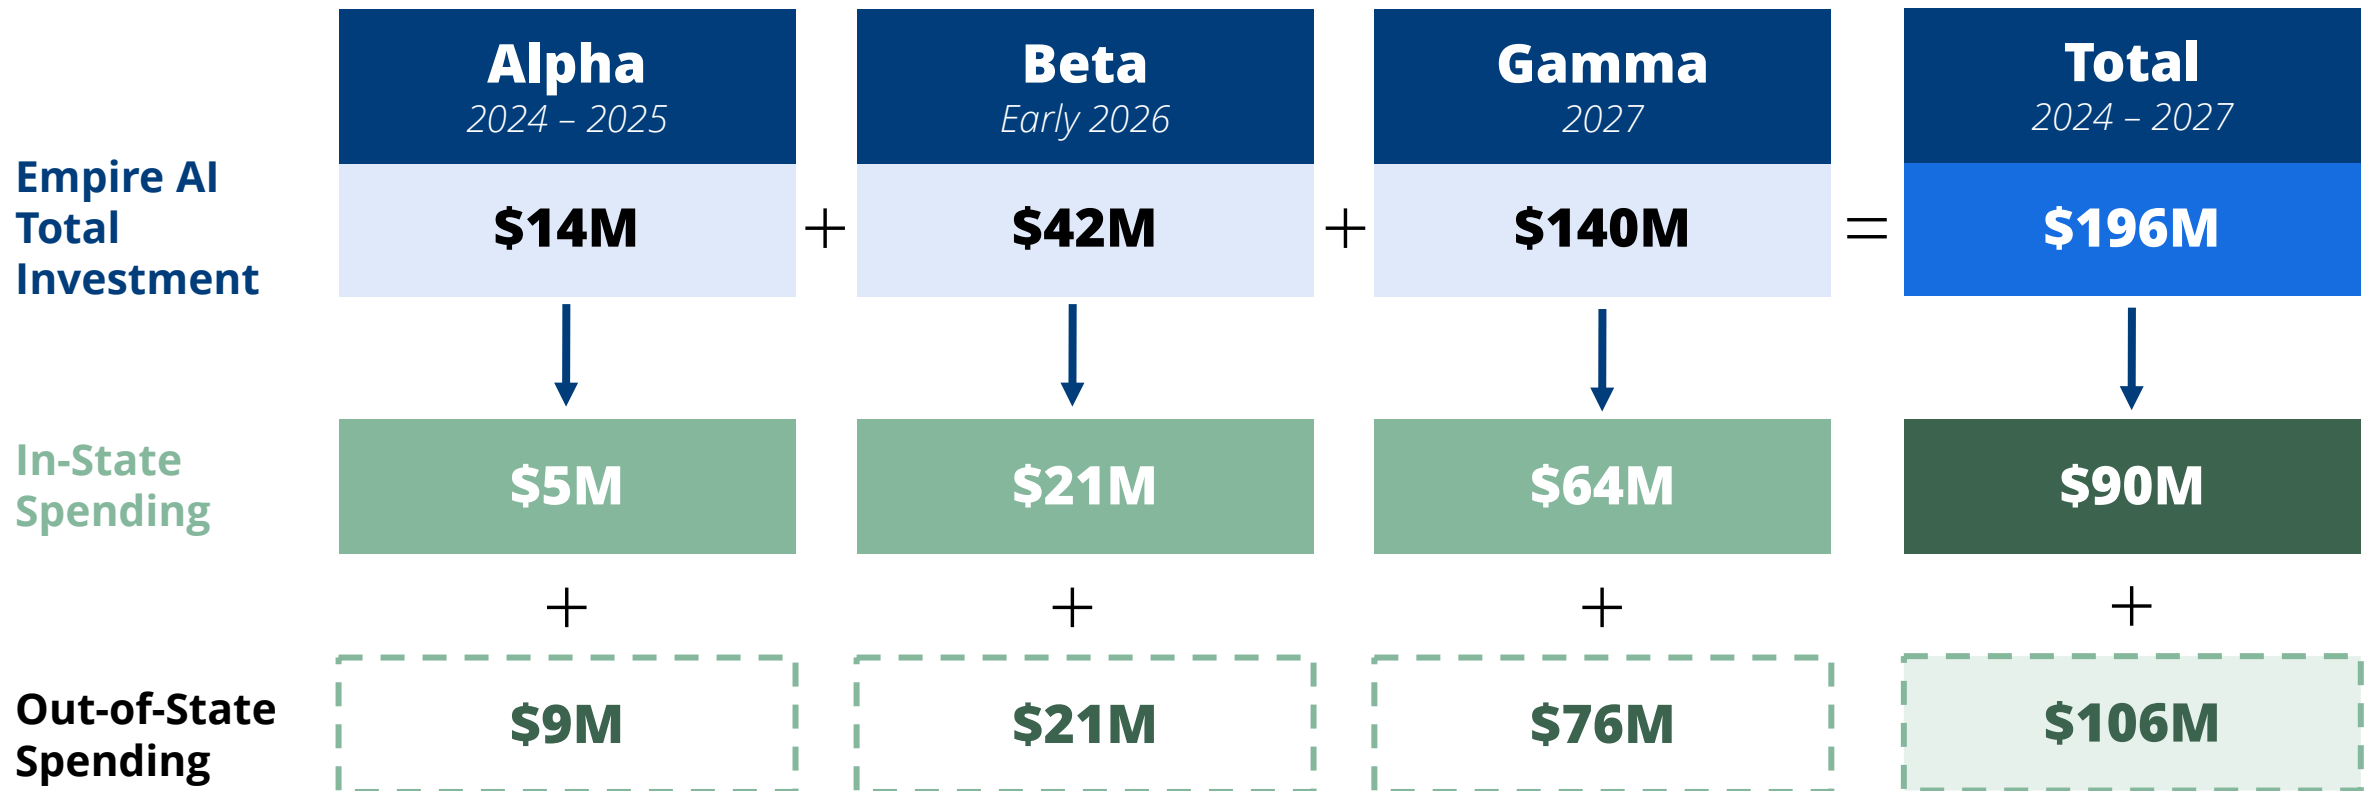 Alpha
2024 – 2025
Beta
Early 2026
Gamma
2027
Total
2024 – 2027
Empire AI
Total
Investment
$14M
+
$42M
+
$140M
=
$196M
In-State
Spending
$5M
$21M
$64M
$90M
+
+
+
+
Out-of-State
Spending
$9M
$21M
$76M
$106M